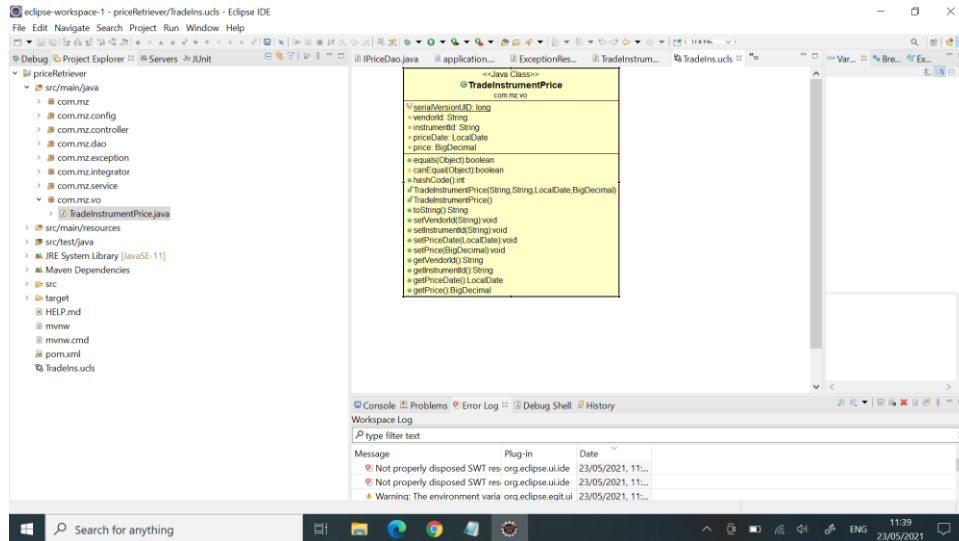 eclipse-workspace-1 - priceRetriever/TradeIns.ucls - Eclipse IDE
File Edit Navigate Search Project Run Window Help
Debug Project Explorer Servers JUnit
IPriceDao.java application.... ExceptionRes... TradeInstrum... TradeIns.ucls
Var... Bre... Ex...
priceRetriever
src/main/java
com.mz
com.mz.config
com.mz.controller
com.mz.dao
com.mz.exception
com.mz.integrator
com.mz.service
com.mz.vo
TradeInstrumentPrice.java
src/main/resources
src/test/java
JRE System Library [JavaSE-11]
Maven Dependencies
src
target
HELP.md
mvnw
mvnw.cmd
pom.xml
TradeIns.ucls
<<Java Class>>
TradeInstrumentPrice
com.mz.vo
serialVersionUID: long
vendorId: String
instrumentId: String
priceDate: LocalDate
price: BigDecimal
equals(Object):boolean
canEqual(Object):boolean
hashCode():int
TradeInstrumentPrice(String,String,LocalDate,BigDecimal)
TradeInstrumentPrice()
toString():String
setVendorId(String):void
setInstrumentId(String):void
setPriceDate(LocalDate):void
setPrice(BigDecimal):void
getVendorId():String
getInstrumentId():String
getPriceDate():LocalDate
getPrice():BigDecimal
Console Problems Error Log Debug Shell History
Workspace Log
type filter text
Message Plug-in Date
Not properly disposed SWT res org.eclipse.ui.ide 23/05/2021, 11:...
Not properly disposed SWT res org.eclipse.ui.ide 23/05/2021, 11:...
Warning: The environment varia org.eclipse.egit.ui 23/05/2021, 11:...
Search for anything
ENG
11:39
23/05/2021